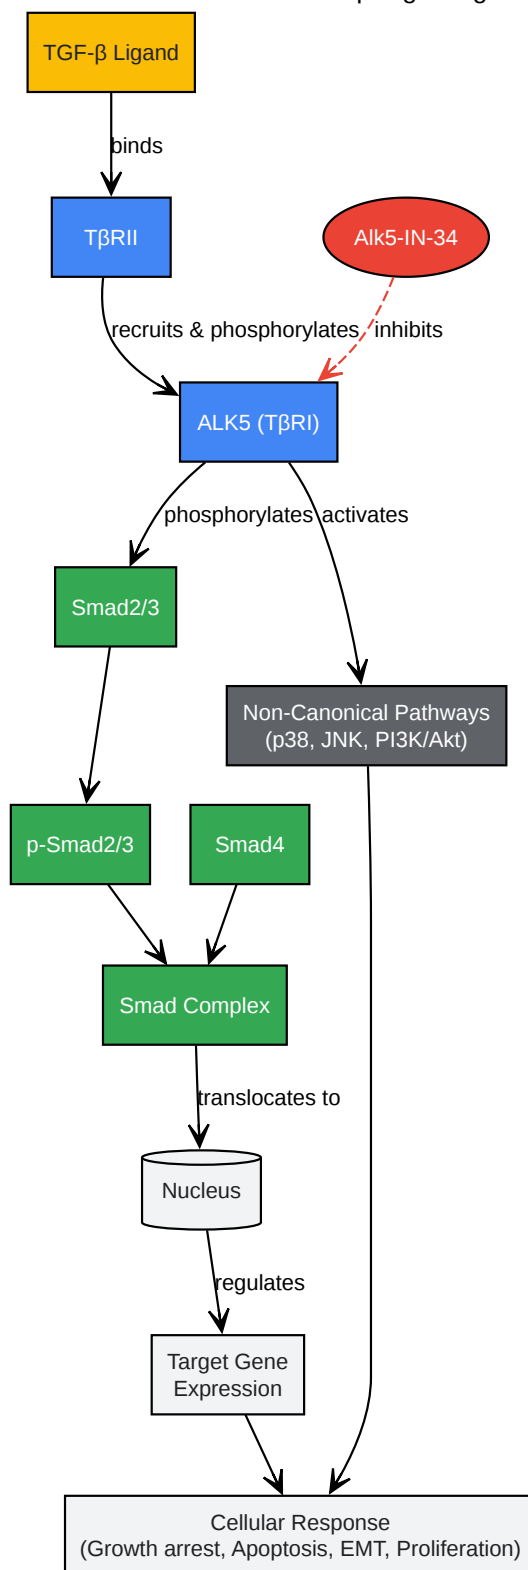 TGF-β Ligand
binds
TβRII
Alk5-IN-34
recruits & phosphorylates
inhibits
ALK5 (TβRI)
phosphorylates
activates
Smad2/3
Non-Canonical Pathways
(p38, JNK, PI3K/Akt)
p-Smad2/3
Smad4
Smad Complex
translocates to
Nucleus
regulates
Target Gene
Expression
Cellular Response
(Growth arrest, Apoptosis, EMT, Proliferation)